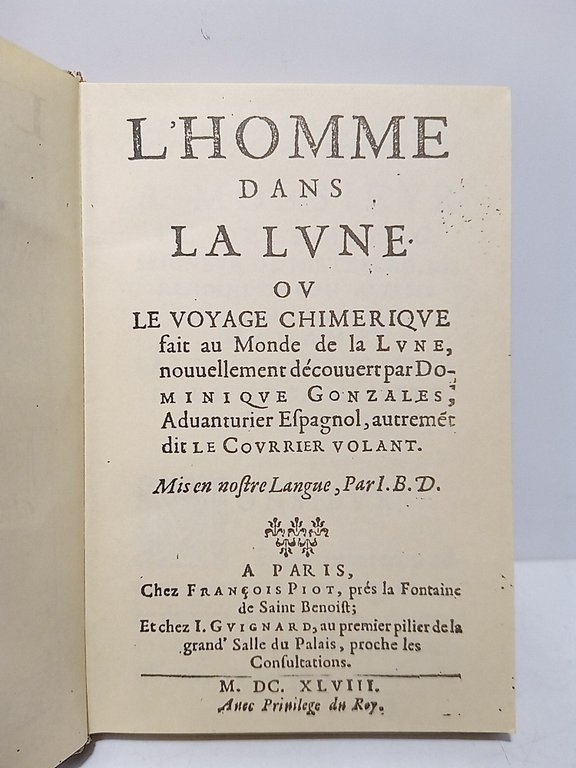 L'HOMME
DANS
LA LVNE
OV
LE VOYAGE CHIMERIQVE
fait au Monde de la LVNE,
nouuellement découuert par DO-
MINIQVE GONZALES,
Aduanturier Eſpagnol, autremẽt
dit LE COVRRIER VOLANT.
Mis en noſtre Langue, Par I. B. D.
A PARIS,
Chez FRANÇOIS PIOT, prés la Fontaine
de Saint Benoiſt;
Et chez I. GVIGNARD, au premier pilier de la
grand' Salle du Palais, proche les
Conſultations.
M. DC. XLVIII.
Auec Priuilege du Roy.